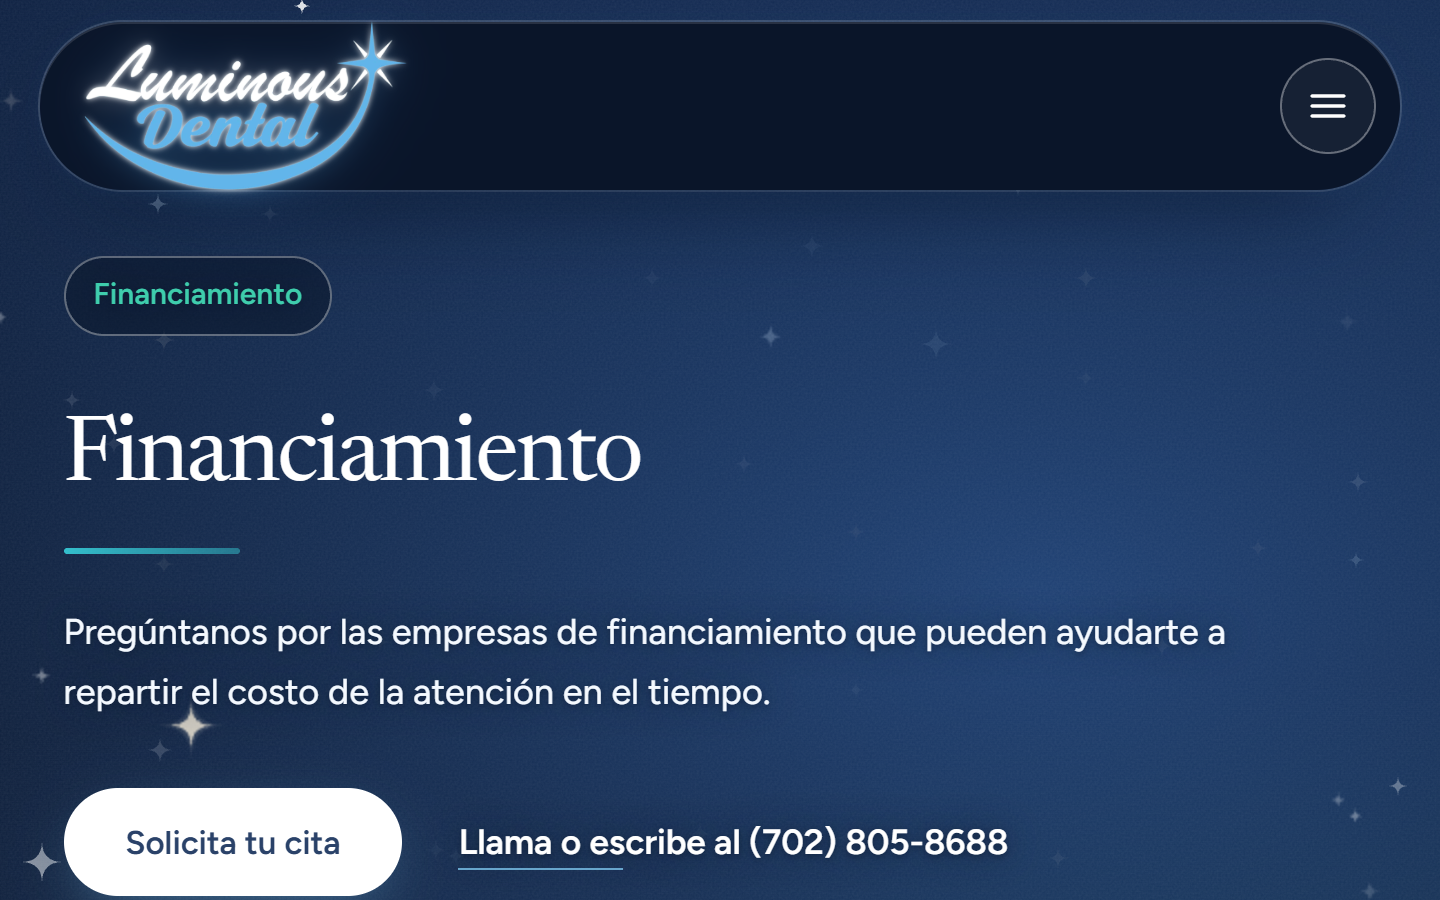 Luminous
Dental
Financiamiento
Financiamiento
Pregúntanos por las empresas de financiamiento que pueden ayudarte a
repartir el costo de la atención en el tiempo.
Solicita tu cita
Llama o escribe al (702) 805-8688